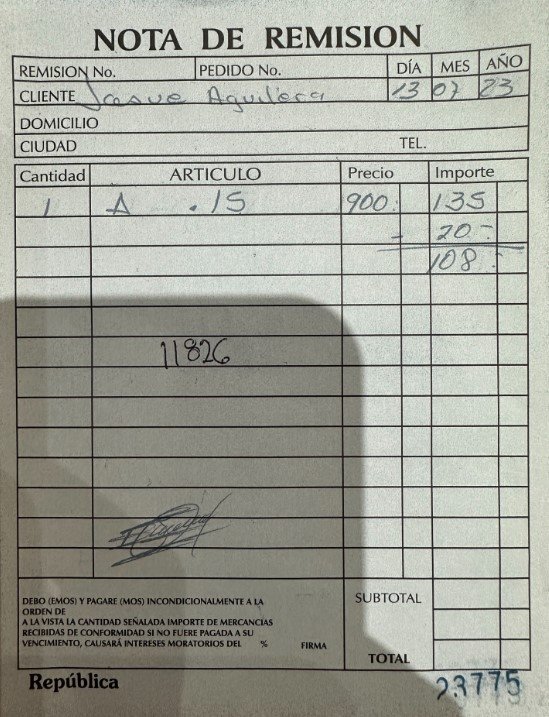 NOTA DE REMISION
REMISION No. PEDIDO No. DÍA MES AÑO
CLIENTE Josue Aguilera 13 07 23
DOMICILIO
CIUDAD TEL.
Cantidad ARTICULO Precio Importe
1 A .15 900 135
- 20-
108
11826
DEBO (EMOS) Y PAGARE (MOS) INCONDICIONALMENTE A LA
ORDEN DE
A LA VISTA LA CANTIDAD SEÑALADA IMPORTE DE MERCANCIAS
RECIBIDAS DE CONFORMIDAD SI NO FUERE PAGADA A SU
VENCIMIENTO, CAUSARÁ INTERESES MORATORIOS DEL % FIRMA
SUBTOTAL
TOTAL
República 23775